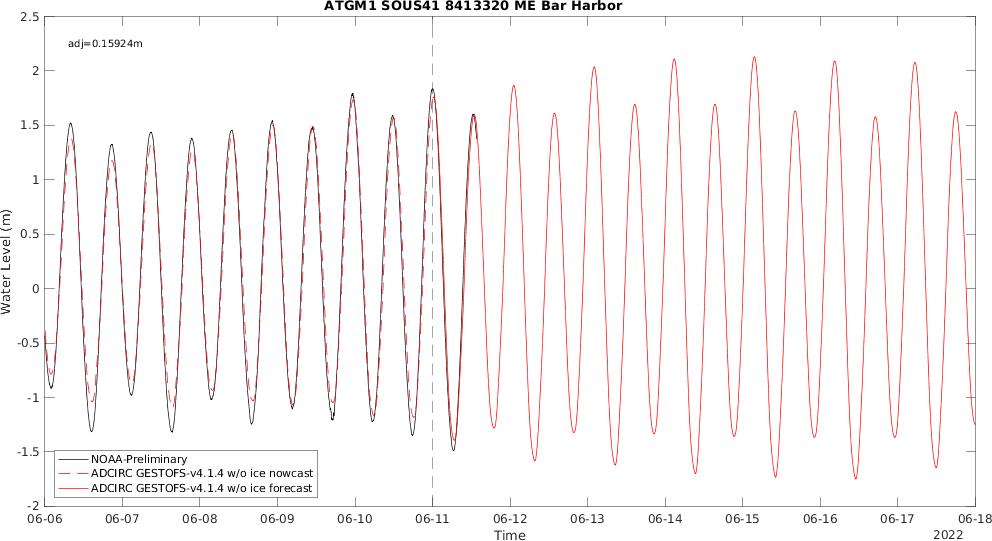 ATGM1 SOUS41 8413320 ME Bar Harbor
2.5
adj=0.15924m
2
1.5
1
0.5
0
-0.5
-1
-1.5
-2
Water Level (m)
NOAA-Preliminary
ADCIRC GESTOFS-v4.1.4 w/o ice nowcast
ADCIRC GESTOFS-v4.1.4 w/o ice forecast
06-06 06-07 06-08 06-09 06-10 06-11 06-12 06-13 06-14 06-15 06-16 06-17 06-18
Time
2022